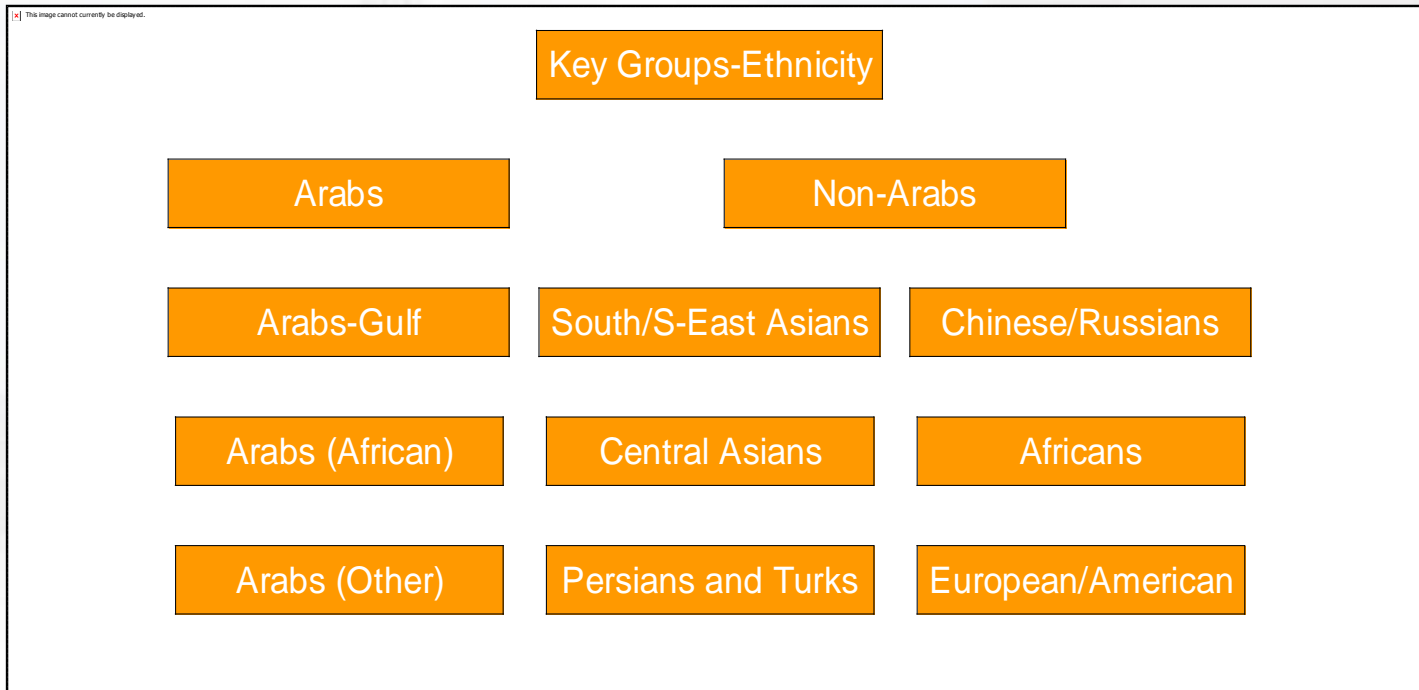 This image cannot currently be displayed.
Key Groups-Ethnicity
Arabs
Non-Arabs
Arabs-Gulf
South/S-East Asians
Chinese/Russians
Arabs (African)
Central Asians
Africans
Arabs (Other)
Persians and Turks
European/American